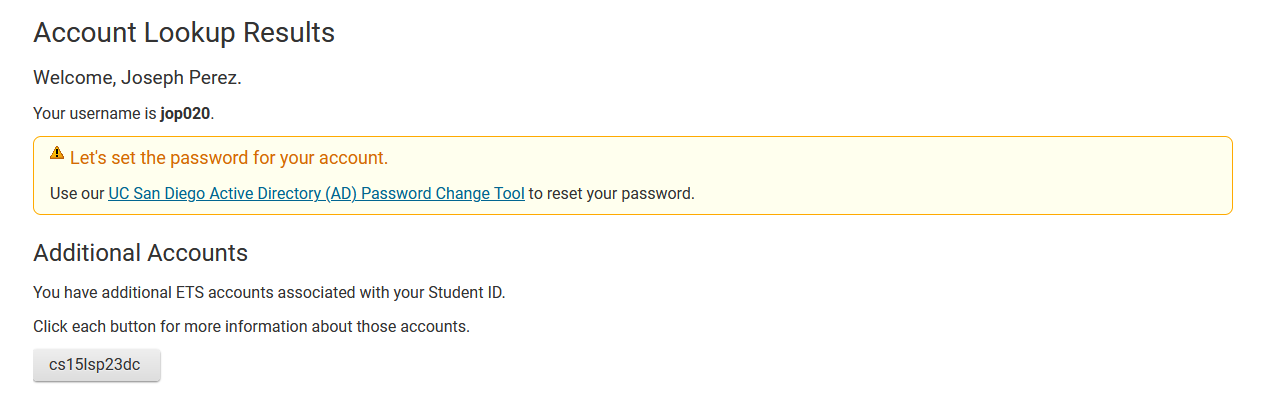 Account Lookup Results
Welcome, Joseph Perez.
Your username is jop020.
Let's set the password for your account.
Use our UC San Diego Active Directory (AD) Password Change Tool to reset your password.
Additional Accounts
You have additional ETS accounts associated with your Student ID.
Click each button for more information about those accounts.
cs15lsp23dc